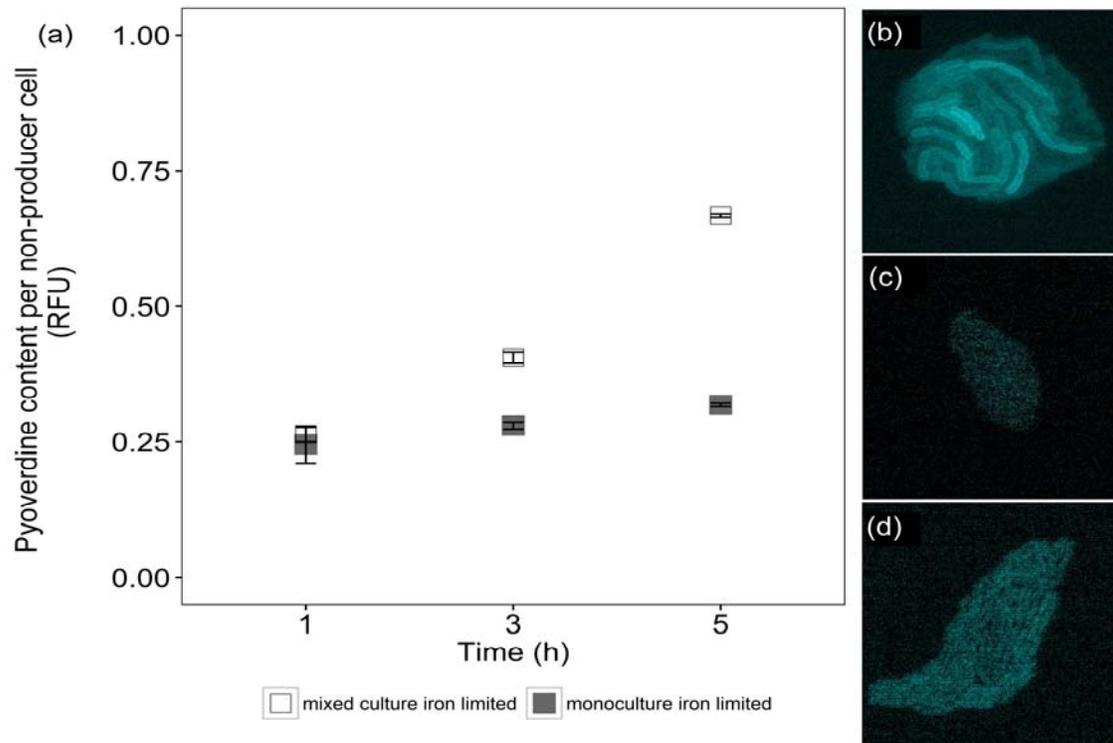 (a)
Pyoverdine content per non-producer cell
(RFU)
1.00
0.75
0.50
0.25
0.00
1 3 5
Time (h)
mixed culture iron limited monoculture iron limited
(b)
(c)
(d)